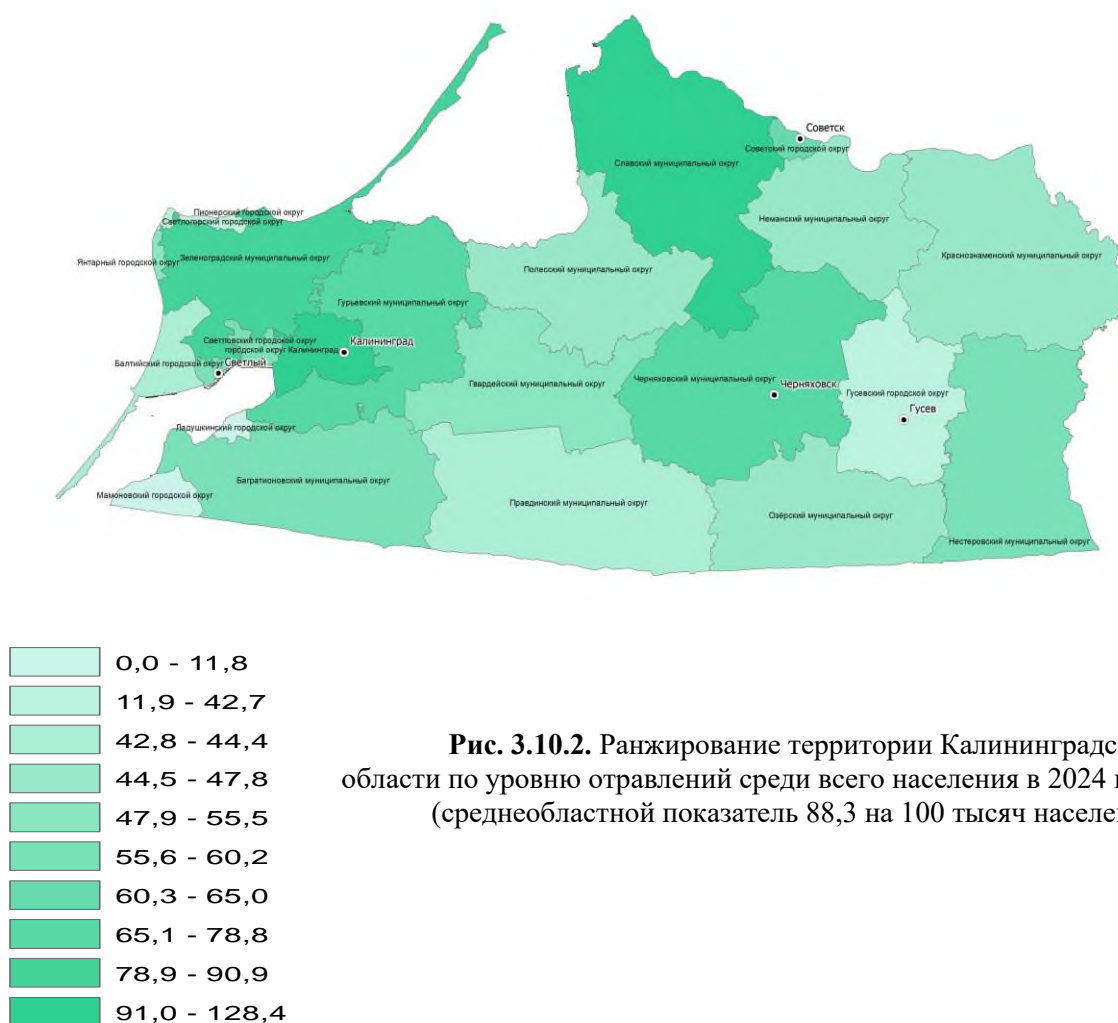 Советск
Советский городской округ
Славский муниципальный округ
Пионерский городской округ
Светлогорский городской округ
Неманский муниципальный округ
Янтарный городской округ
Зеленоградский муниципальный округ
Полесский муниципальный округ
Краснознаменский муниципальный округ
Гурьевский муниципальный округ
Светловский городской округ
городской округ Калининград
Калининград
Балтийский городской округ
Светлый
Гвардейский муниципальный округ
Черняховский муниципальный округ
Черняховск
Гусевский городской округ
Гусев
Ладушкинский городской округ
Багратионовский муниципальный округ
Мамоновский городской округ
Правдинский муниципальный округ
Озёрский муниципальный округ
Нестеровский муниципальный округ
0,0 - 11,8
11,9 - 42,7
42,8 - 44,4
44,5 - 47,8
47,9 - 55,5
55,6 - 60,2
60,3 - 65,0
65,1 - 78,8
78,9 - 90,9
91,0 - 128,4
Рис. 3.10.2. Ранжирование территории Калининградс
области по уровню отравлений среди всего населения в 2024
(среднеобластной показатель 88,3 на 100 тысяч населе